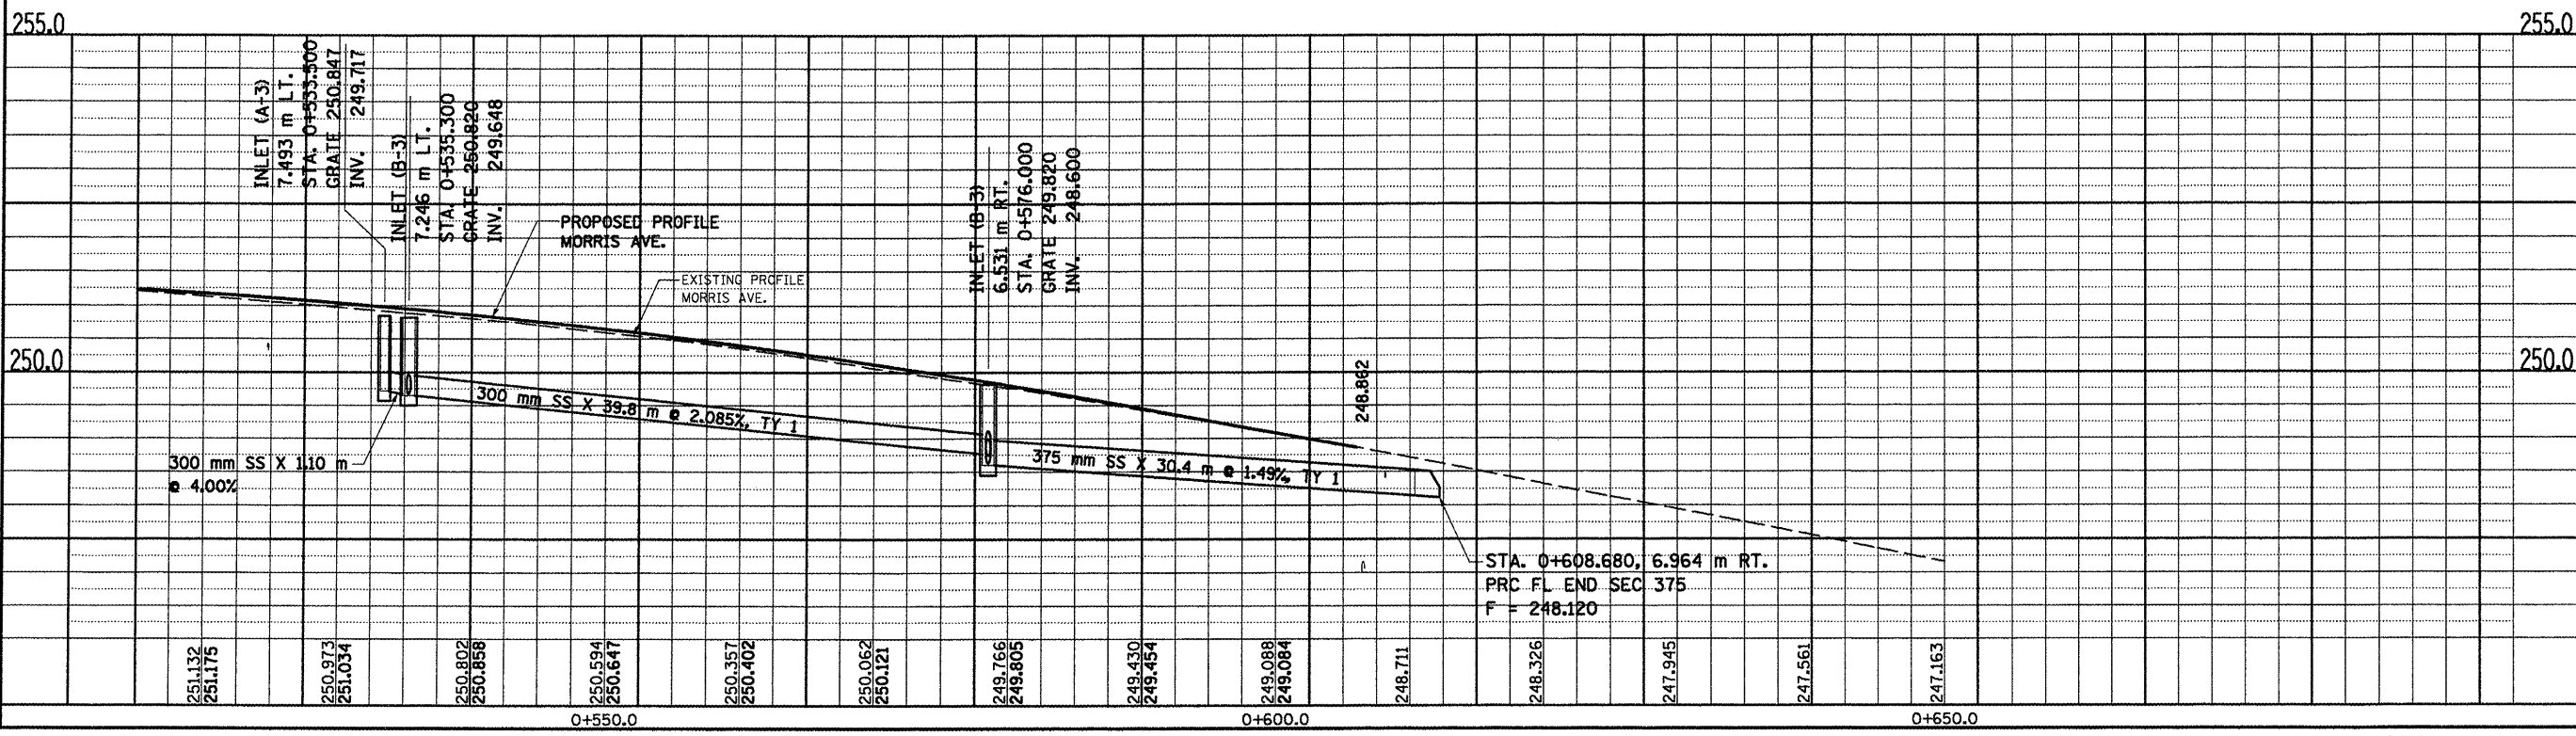 255.0
255.0
INLET (A-3)
7.493 m LT.
STA. 0+533.500
GRATE 250.847
INV. 249.717
INLET (B-3)
7.246 m LT.
STA. 0+535.300
GRATE 250.820
INV. 249.648
INLET (B-3)
6.531 m RT.
STA. 0+576.000
GRATE 249.820
INV. 248.600
PROPOSED PROFILE
MORRIS AVE.
EXISTING PROFILE
MORRIS AVE.
250.0
250.0
248.862
300 mm SS X 39.8 m @ 2.085%, TY 1
300 mm SS X 1.10 m
@ 4.00%
375 mm SS X 30.4 m @ 1.49%, TY 1
STA. 0+608.680, 6.964 m RT.
PRC FL END SEC 375
F = 248.120
251.132
251.175
250.973
251.034
250.802
250.858
250.594
250.647
250.357
250.402
250.062
250.121
249.766
249.805
249.430
249.454
249.088
249.084
248.711
248.326
247.945
247.561
247.163
0+550.0
0+600.0
0+650.0